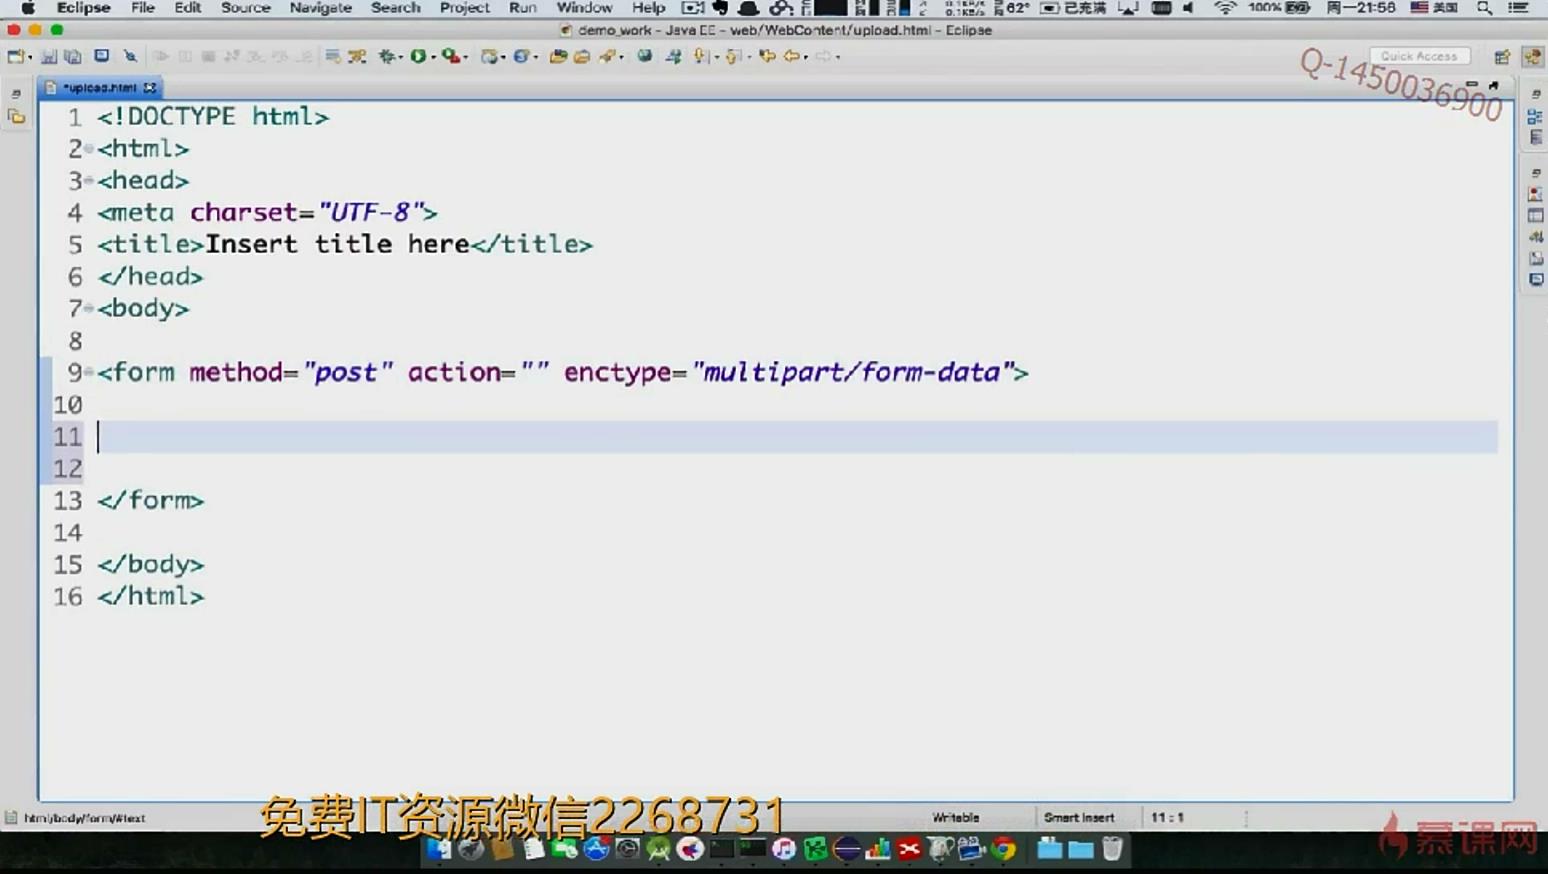 Eclipse File Edit Source Navigate Search Project Run Window Help 62° 已充满 100% 周一21:56 美国
demo_work - Java EE - web/WebContent/upload.html - Eclipse
Quick Access
Q-1450036900
*upload.html
1 <!DOCTYPE html>
2 <html>
3 <head>
4 <meta charset="UTF-8">
5 <title>Insert title here</title>
6 </head>
7 <body>
8
9 <form method="post" action="" enctype="multipart/form-data">
10
11
12
13 </form>
14
15 </body>
16 </html>
免费IT资源微信2268731
html/body/form/#text Writable Smart Insert 11 : 1
慕课网